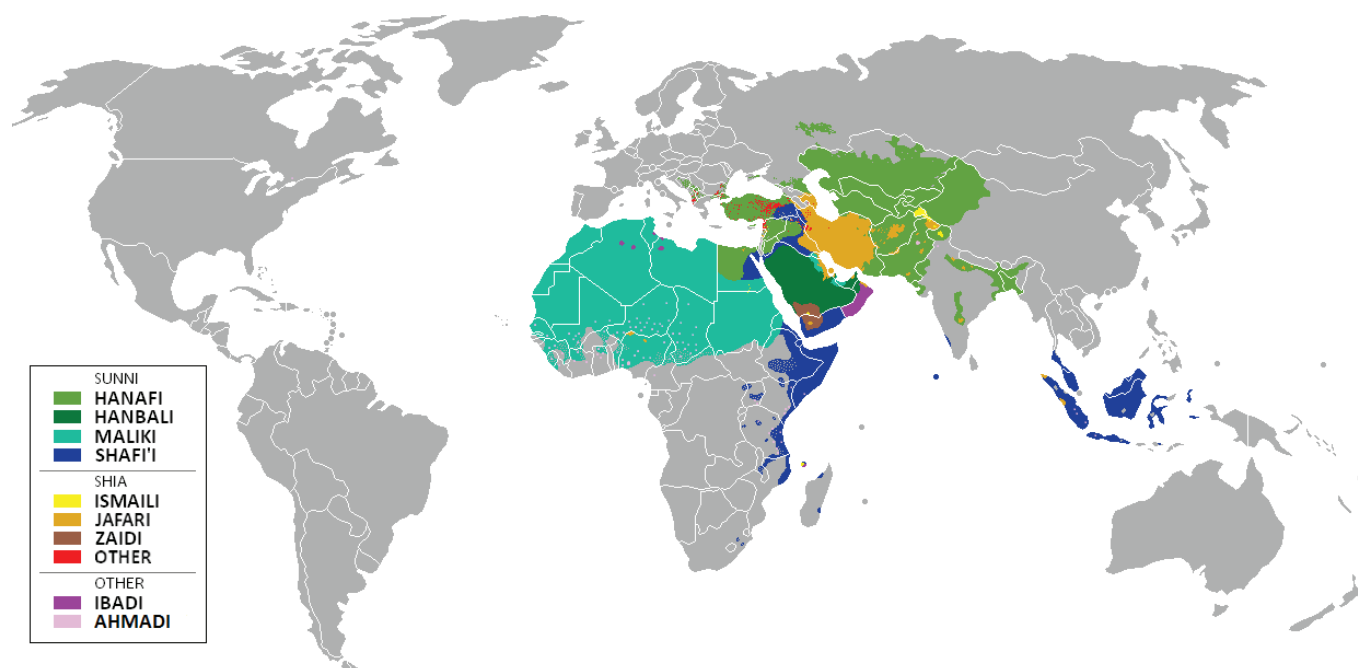 SUNNI
HANAFI
HANBALI
MALIKI
SHAFI'I
SHIA
ISMAILI
JAFARI
ZAIDI
OTHER
OTHER
IBADI
AHMADI